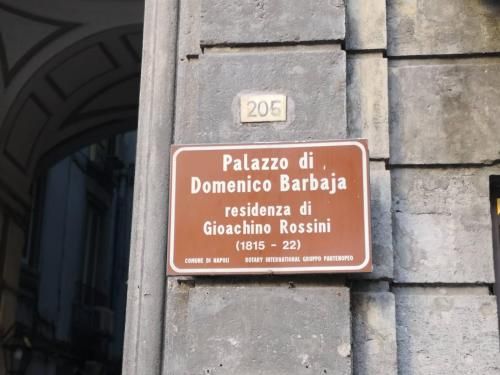 205
Palazzo di
Domenico Barbaja
residenza di
Gioachino Rossini
(1815 - 22)
COMUNE DI NAPOLI ROTARY INTERNATIONAL GRUPPO PARTENOPEO